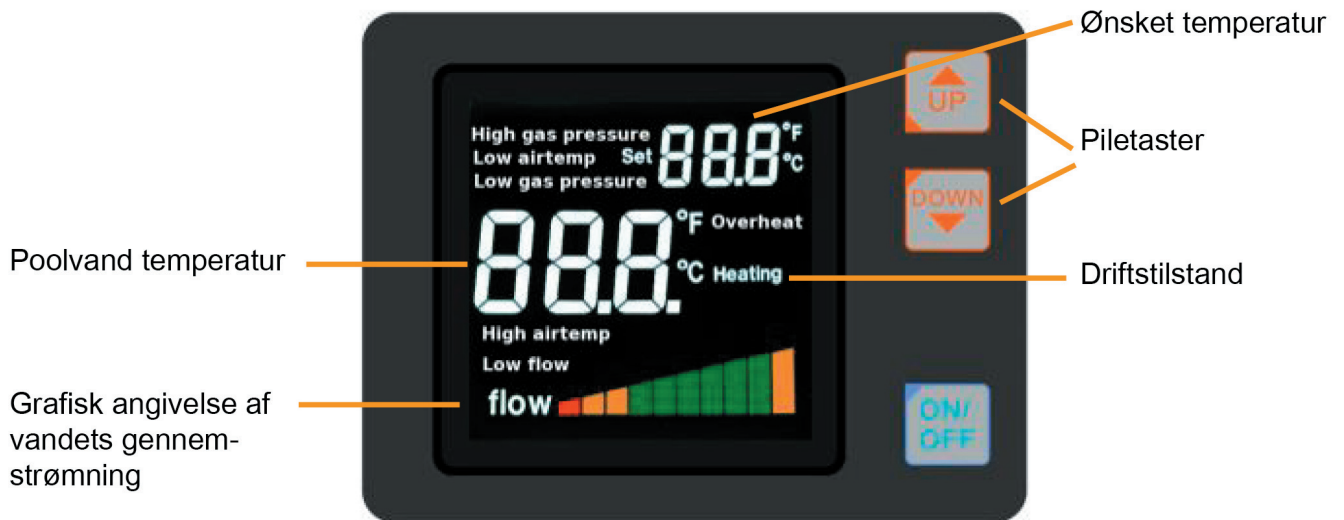 Ønsket temperatur
UP
Piletaster
High gas pressure
Low airtemp Set 88.8 °F
°C
Low gas pressure
DOWN
88.8. °F Overheat
Poolvand temperatur
°C Heating
Driftstilstand
High airtemp
Low flow
flow
Grafisk angivelse af
vandets gennem-
strømning
ON/
OFF